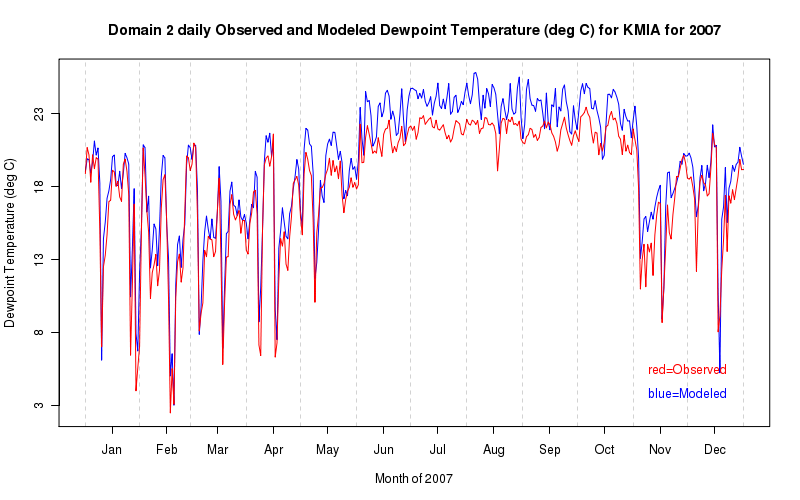 Domain 2 daily Observed and Modeled Dewpoint Temperature (deg C) for KMIA for 2007
Dewpoint Temperature (deg C)
23
18
13
8
3
red=Observed
blue=Modeled
Jan Feb Mar Apr May Jun Jul Aug Sep Oct Nov Dec
Month of 2007